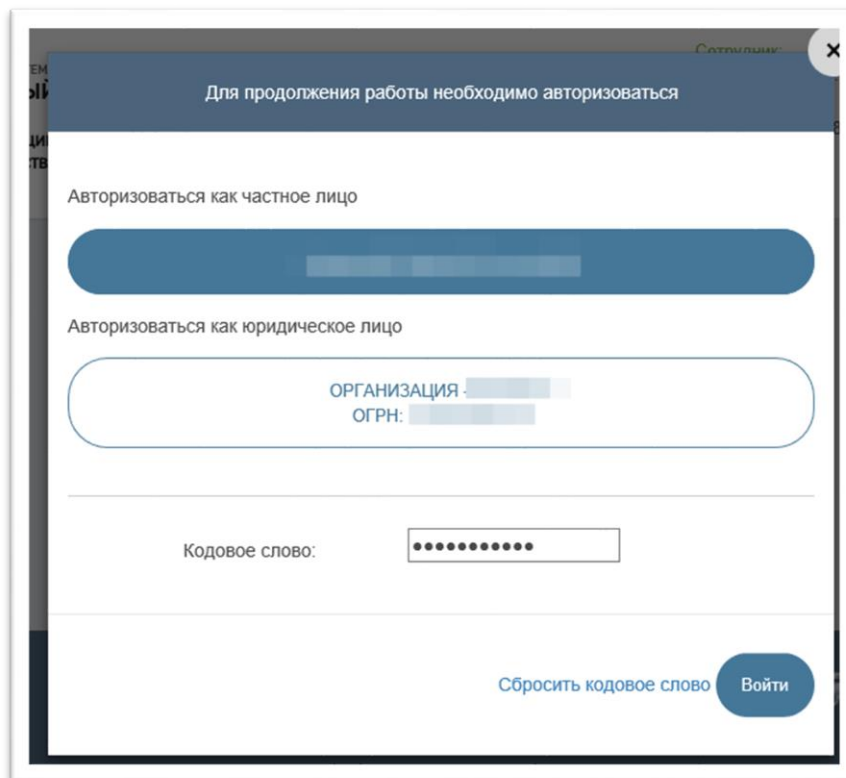 Сотрудник:
Для продолжения работы необходимо авторизоваться
Авторизоваться как частное лицо
Авторизоваться как юридическое лицо
ОРГАНИЗАЦИЯ -
ОГРН:
Кодовое слово:
Сбросить кодовое слово
Войти